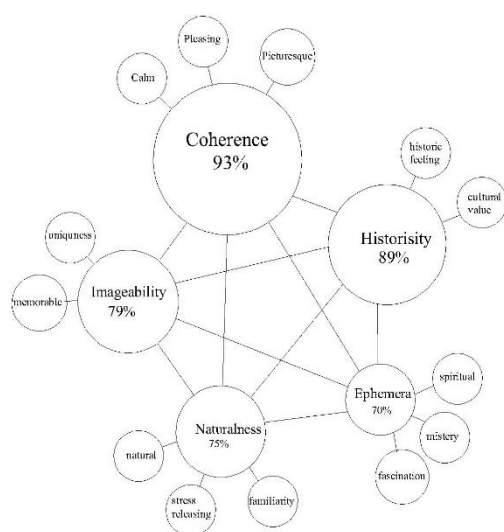 Pleasing
Picturesque
Calm
Coherence
93%
historic
feeling
cultural
value
Historisity
89%
uniquness
memorable
Imageability
79%
Ephemera
70%
spiritual
mistery
fascination
Naturalness
75%
natural
stress
releasing
familiarity